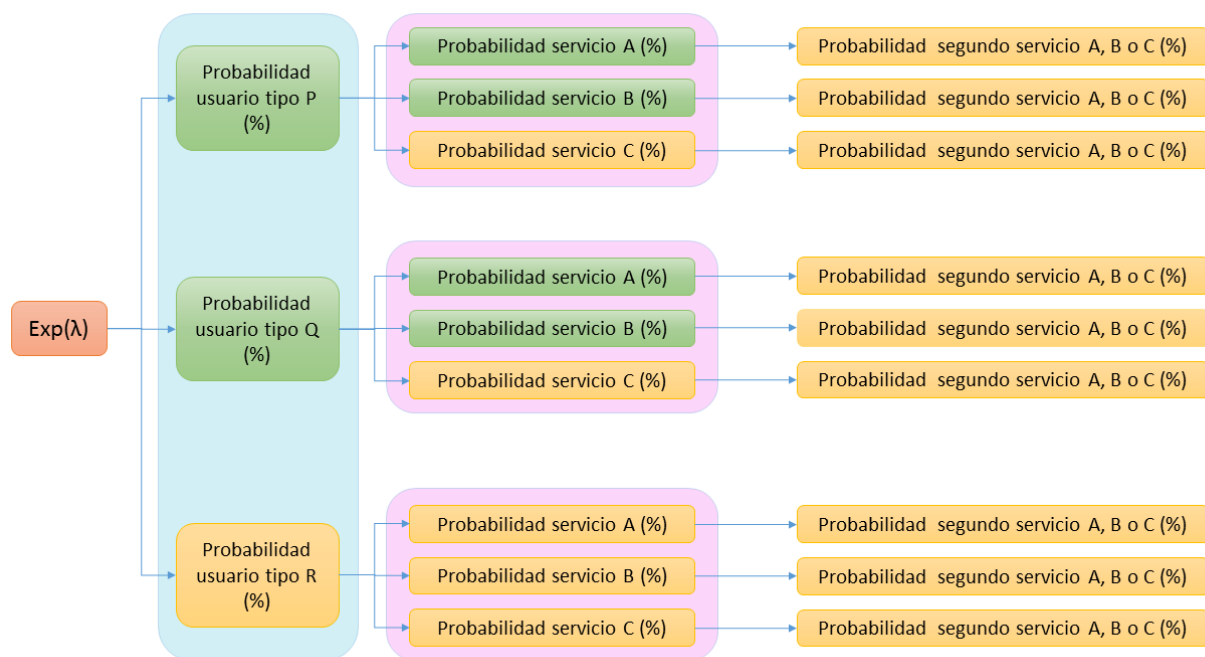 Exp(λ)
Probabilidad
usuario tipo P
(%)
Probabilidad servicio A (%)
Probabilidad segundo servicio A, B o C (%)
Probabilidad servicio B (%)
Probabilidad segundo servicio A, B o C (%)
Probabilidad servicio C (%)
Probabilidad segundo servicio A, B o C (%)
Probabilidad
usuario tipo Q
(%)
Probabilidad servicio A (%)
Probabilidad segundo servicio A, B o C (%)
Probabilidad servicio B (%)
Probabilidad segundo servicio A, B o C (%)
Probabilidad servicio C (%)
Probabilidad segundo servicio A, B o C (%)
Probabilidad
usuario tipo R
(%)
Probabilidad servicio A (%)
Probabilidad segundo servicio A, B o C (%)
Probabilidad servicio B (%)
Probabilidad segundo servicio A, B o C (%)
Probabilidad servicio C (%)
Probabilidad segundo servicio A, B o C (%)